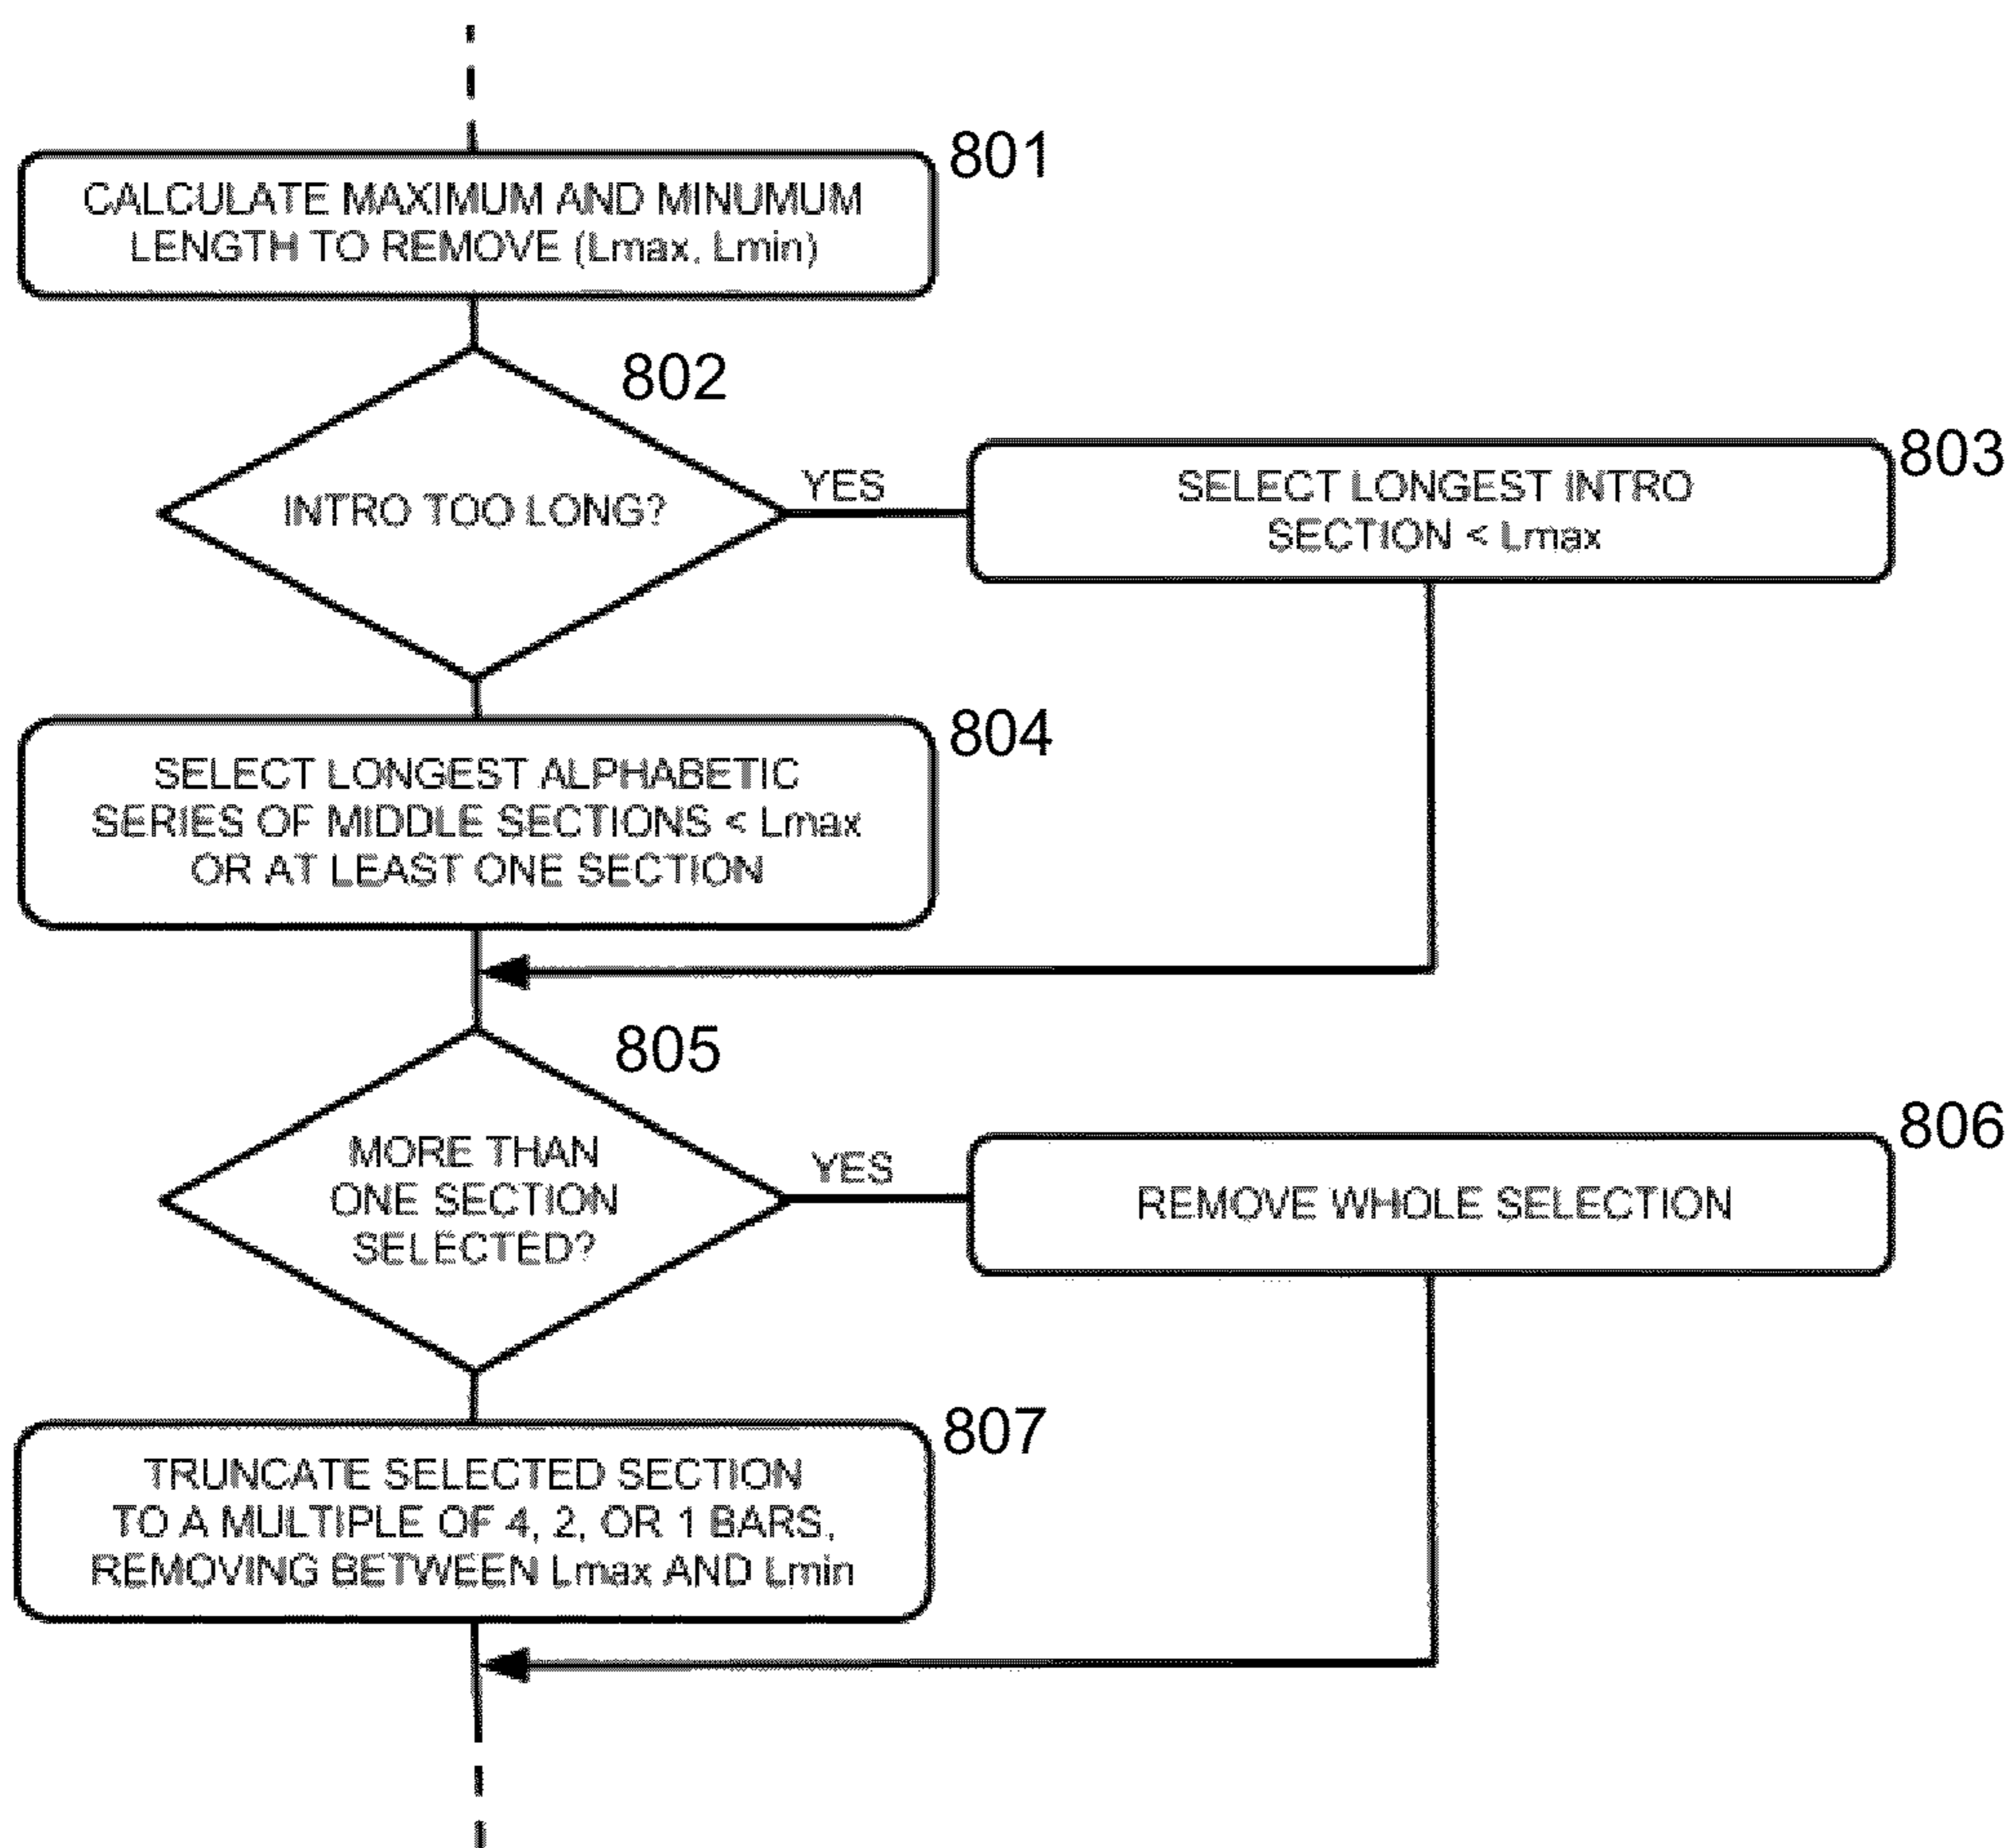 801
CALCULATE MAXIMUM AND MINUMUM
LENGTH TO REMOVE (Lmax, Lmin)
802
INTRO TOO LONG?
YES
803
SELECT LONGEST INTRO
SECTION < Lmax
804
SELECT LONGEST ALPHABETIC
SERIES OF MIDDLE SECTIONS < Lmax
OR AT LEAST ONE SECTION
805
MORE THAN
ONE SECTION
SELECTED?
YES
806
REMOVE WHOLE SELECTION
807
TRUNCATE SELECTED SECTION
TO A MULTIPLE OF 4, 2, OR 1 BARS,
REMOVING BETWEEN Lmax AND Lmin